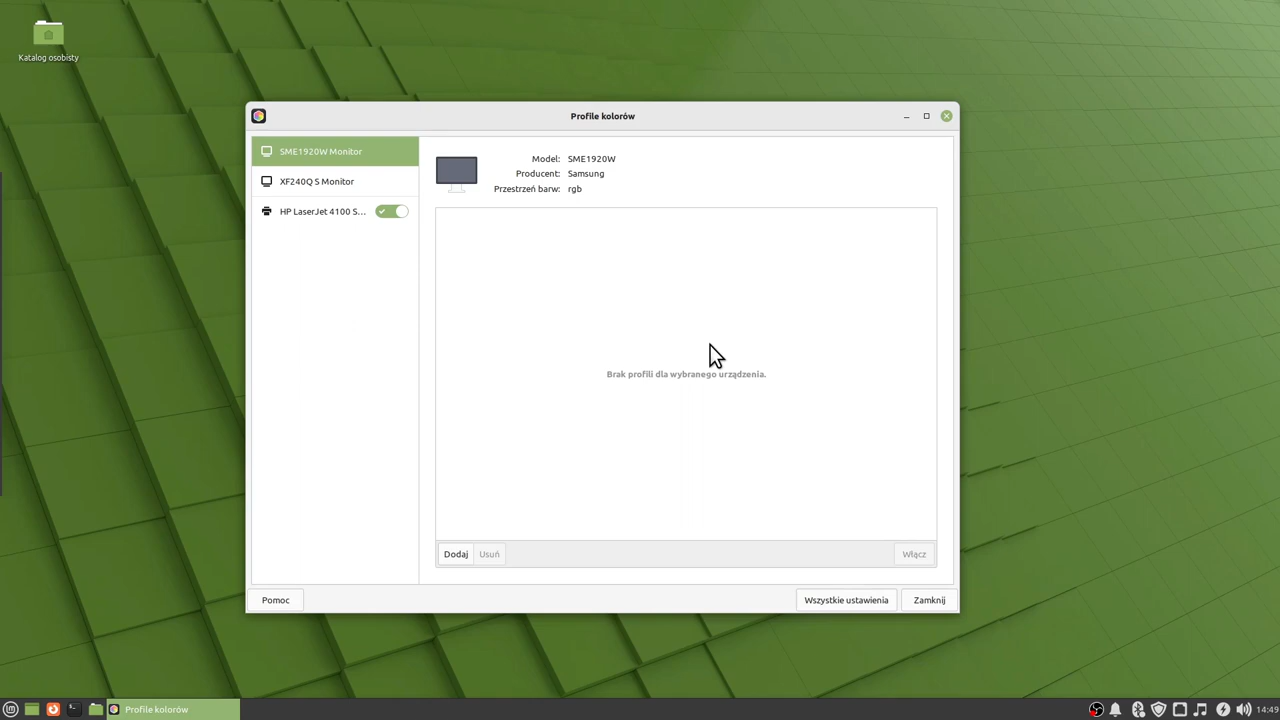 Katalog osobisty
Profile kolorów
SME1920W Monitor
XF240Q S Monitor
HP LaserJet 4100 S...
Model: SME1920W
Producent: Samsung
Przestrzeń barw: rgb
Brak profili dla wybranego urządzenia.
Dodaj Usuń Włącz
Pomoc Wszystkie ustawienia Zamknij
Profile kolorów 14:49